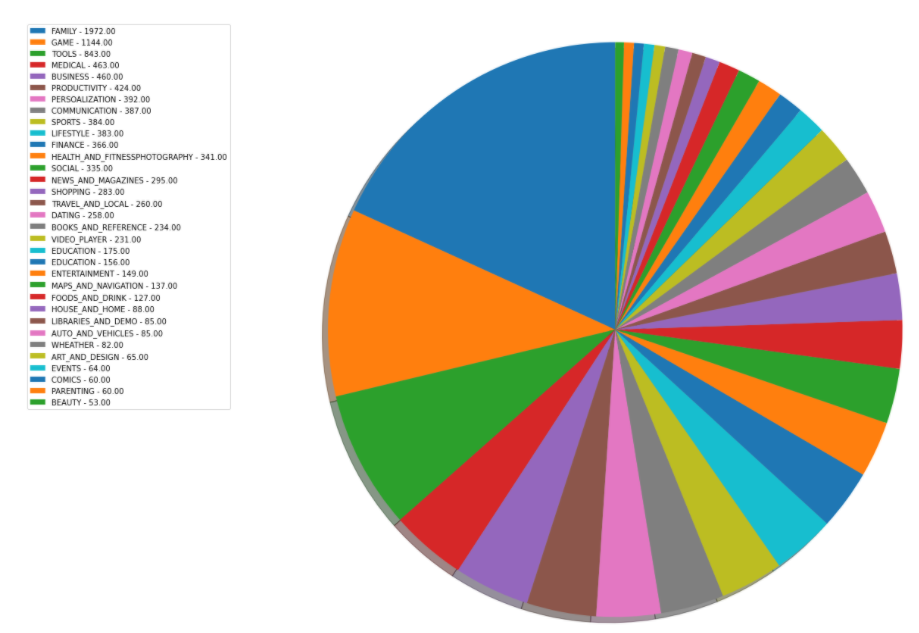 FAMILY - 1972.00
GAME - 1144.00
TOOLS - 843.00
MEDICAL - 463.00
BUSINESS - 460.00
PRODUCTIVITY - 424.00
PERSOALIZATION - 392.00
COMMUNICATION - 387.00
SPORTS - 384.00
LIFESTYLE - 383.00
FINANCE - 366.00
HEALTH_AND_FITNESSPHOTOGRAPHY - 341.00
SOCIAL - 335.00
NEWS_AND_MAGAZINES - 295.00
SHOPPING - 283.00
TRAVEL_AND_LOCAL - 260.00
DATING - 258.00
BOOKS_AND_REFERENCE - 234.00
VIDEO_PLAYER - 231.00
EDUCATION - 175.00
EDUCATION - 156.00
ENTERTAINMENT - 149.00
MAPS_AND_NAVIGATION - 137.00
FOODS_AND_DRINK - 127.00
HOUSE_AND_HOME - 88.00
LIBRARIES_AND_DEMO - 85.00
AUTO_AND_VEHICLES - 85.00
WHEATHER - 82.00
ART_AND_DESIGN - 65.00
EVENTS - 64.00
COMICS - 60.00
PARENTING - 60.00
BEAUTY - 53.00